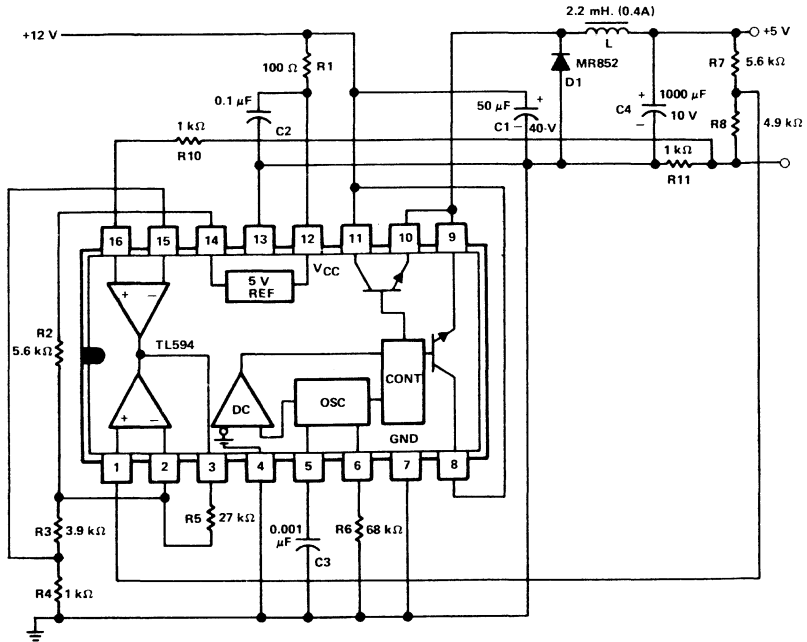 2.2 mH. (0.4A)
+12 V
+5 V
L
100 Ω
R1
MR852
D1
R7
5.6 kΩ
0.1 µF
C2
50 µF
+
C1
−
40-V
+
1000 µF
C4
10 V
−
R8
4.9 kΩ
1 kΩ
R10
1 kΩ
R11
16
15
14
13
12
11
10
9
VCC
5 V
REF
+
−
R2
5.6 kΩ
TL594
CONT
DC
OSC
+
−
GND
1
2
3
4
5
6
7
8
R3
3.9 kΩ
R5
27 kΩ
0.001
µF
C3
R6
68 kΩ
R4
1 kΩ